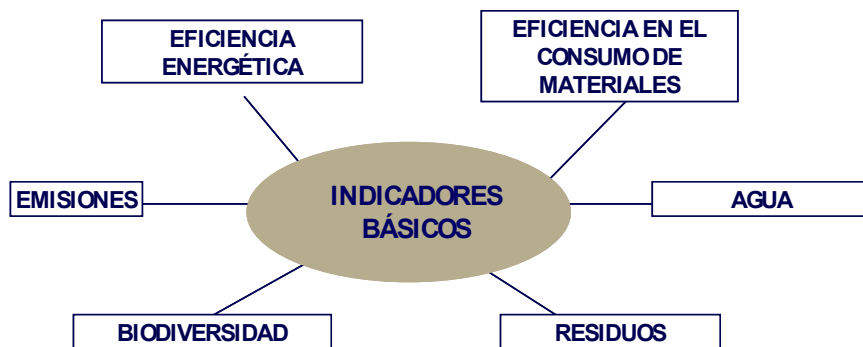 EFICIENCIA
ENERGÉTICA
EFICIENCIA EN EL
CONSUMO DE
MATERIALES
EMISIONES
INDICADORES
BÁSICOS
AGUA
BIODIVERSIDAD
RESIDUOS